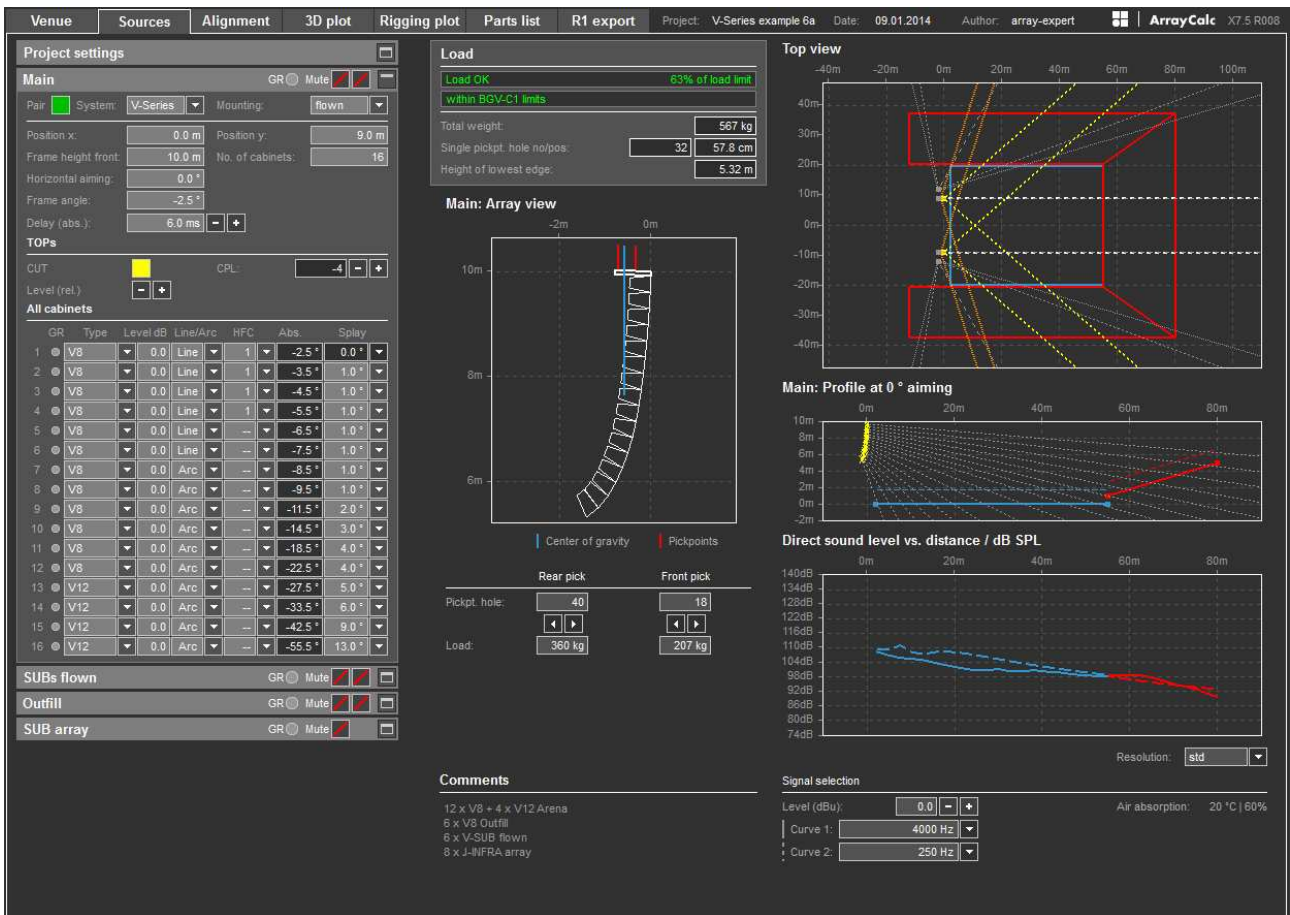 Venue Sources Alignment 3D plot Rigging plot Parts list R1 export Project: V-Series example 6a Date: 09.01.2014 Author: array-expert ArrayCalc X7.5 R008
Project settings
Main GR Mute
Pair System: V-Series Mounting: flown
Position x: 0.0 m Position y: 9.0 m
Frame height front: 10.0 m No. of cabinets: 16
Horizontal aiming: 0.0 °
Frame angle: -2.5 °
Delay (abs.): 6.0 ms - +
TOPs
CUT CPL: -4 - +
Level (rel.) - +
All cabinets
GR Type Level dB Line/Arc HFC Abs. Splay
1 V8 0.0 Line 1 -2.5 ° 0.0 °
2 V8 0.0 Line 1 -3.5 ° 1.0 °
3 V8 0.0 Line 1 -4.5 ° 1.0 °
4 V8 0.0 Line 1 -5.5 ° 1.0 °
5 V8 0.0 Line -- -6.5 ° 1.0 °
6 V8 0.0 Line -- -7.5 ° 1.0 °
7 V8 0.0 Arc -- -8.5 ° 1.0 °
8 V8 0.0 Arc -- -9.5 ° 1.0 °
9 V8 0.0 Arc -- -11.5 ° 2.0 °
10 V8 0.0 Arc -- -14.5 ° 3.0 °
11 V8 0.0 Arc -- -18.5 ° 4.0 °
12 V8 0.0 Arc -- -22.5 ° 4.0 °
13 V12 0.0 Arc -- -27.5 ° 5.0 °
14 V12 0.0 Arc -- -33.5 ° 6.0 °
15 V12 0.0 Arc -- -42.5 ° 9.0 °
16 V12 0.0 Arc -- -55.5 ° 13.0 °
SUBs flown GR Mute
Outfill GR Mute
SUB array GR Mute
Load
Load OK 63% of load limit
within BGV-C1 limits
Total weight: 567 kg
Single pickpt. hole no/pos: 32 57.8 cm
Height of lowest edge: 5.32 m
Main: Array view
-2m 0m
10m
8m
6m
Center of gravity Pickpoints
Rear pick Front pick
Pickpt. hole: 40 18
Load: 360 kg 207 kg
Comments
12 x V8 + 4 x V12 Arena
6 x V8 Outfill
6 x V-SUB flown
8 x J-INFRA array
Top view
-40m -20m 0m 20m 40m 60m 80m 100m
40m
30m
20m
10m
0m
-10m
-20m
-30m
-40m
Main: Profile at 0 ° aiming
0m 20m 40m 60m 80m
10m
8m
6m
4m
2m
0m
-2m
Direct sound level vs. distance / dB SPL
0m 20m 40m 60m 80m
140dB
134dB
128dB
122dB
116dB
110dB
104dB
98dB
92dB
86dB
80dB
74dB
Resolution: std
Signal selection
Level (dBu): 0.0 - + Air absorption: 20 °C | 60%
Curve 1: 4000 Hz
Curve 2: 250 Hz